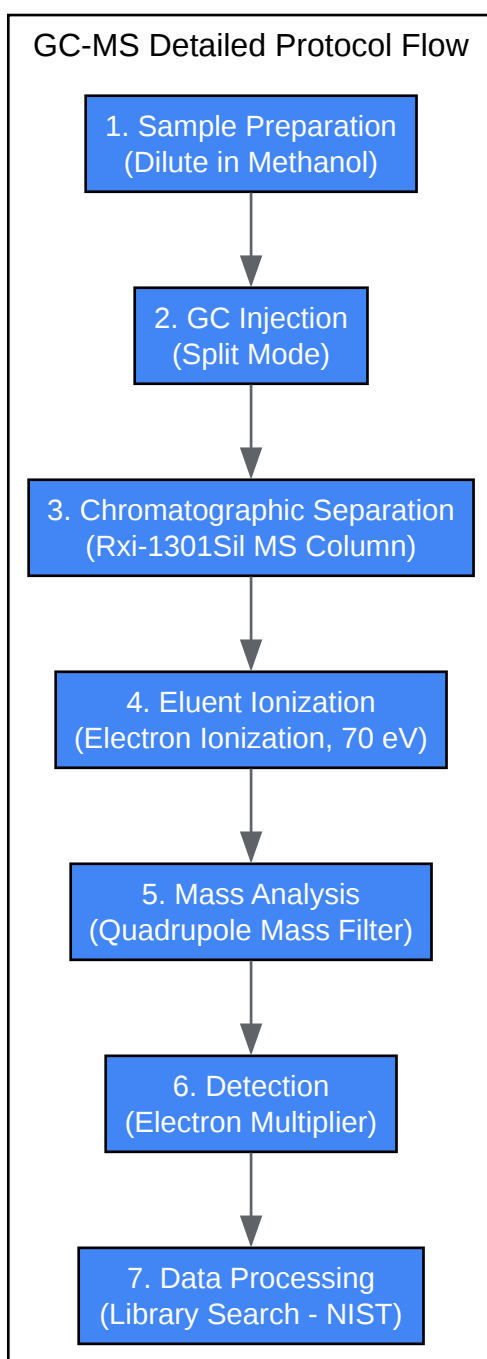 GC-MS Detailed Protocol Flow
1. Sample Preparation
(Dilute in Methanol)
2. GC Injection
(Split Mode)
3. Chromatographic Separation
(Rxi-1301Sil MS Column)
4. Eluent Ionization
(Electron Ionization, 70 eV)
5. Mass Analysis
(Quadrupole Mass Filter)
6. Detection
(Electron Multiplier)
7. Data Processing
(Library Search - NIST)